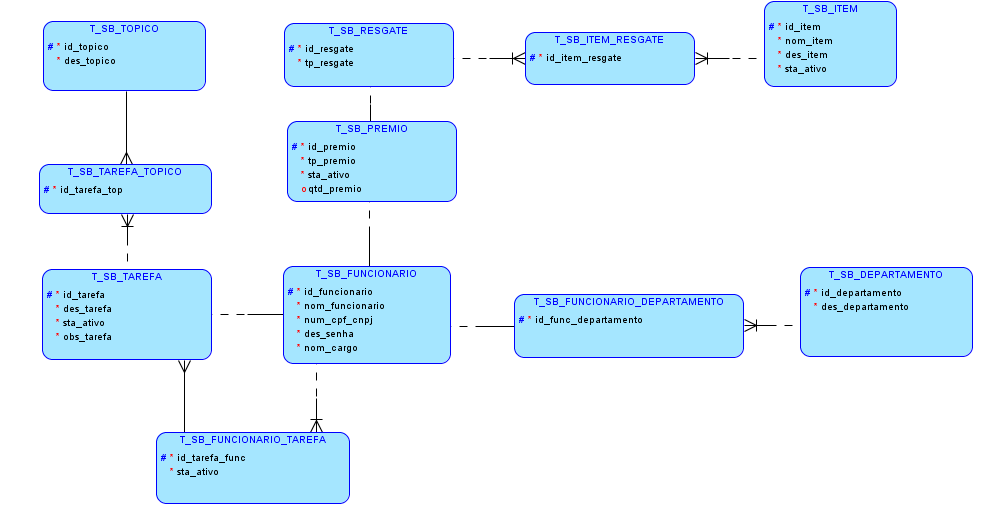 T_SB_TOPICO
# * id_topico
* des_topico
T_SB_RESGATE
# * id_resgate
* tp_resgate
T_SB_ITEM_RESGATE
# * id_item_resgate
T_SB_ITEM
# * id_item
* nom_item
* des_item
* sta_ativo
T_SB_PREMIO
# * id_premio
* tp_premio
* sta_ativo
o qtd_premio
T_SB_TAREFA_TOPICO
# * id_tarefa_top
T_SB_TAREFA
# * id_tarefa
* des_tarefa
* sta_ativo
* obs_tarefa
T_SB_FUNCIONARIO
# * id_funcionario
* nom_funcionario
* num_cpf_cnpj
* des_senha
* nom_cargo
T_SB_FUNCIONARIO_DEPARTAMENTO
# * id_func_departamento
T_SB_DEPARTAMENTO
# * id_departamento
* des_departamento
T_SB_FUNCIONARIO_TAREFA
# * id_tarefa_func
* sta_ativo